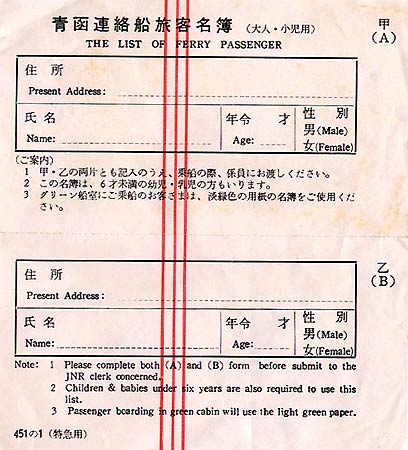 青函連絡船旅客名簿 (大人・小児用) 甲
THE LIST OF FERRY PASSENGER (A)
住所
Present Address:
氏名 年令 才 性別
男(Male)
Name: Age: 女(Female)
(ご案内)
1 甲・乙の両片とも記入のうえ、乗船の際、係員にお渡しください。
2 この名簿は、6才未満の幼児・乳児の方もいります。
3 グリーン船室にご乗船のお客さまは、淡緑色の用紙の名簿をご使用くだ
さい。
乙
(B)
住所
Present Address:
氏名 年令 才 性別
男(Male)
Name: Age: 女(Female)
Note: 1 Please complete both (A) and (B) form before submit to the
JNR clerk concerned.
2 Children & babies under six years are also required to use this
list.
3 Passenger boarding in green cabin will use the light green paper.
451の1 (特急用)